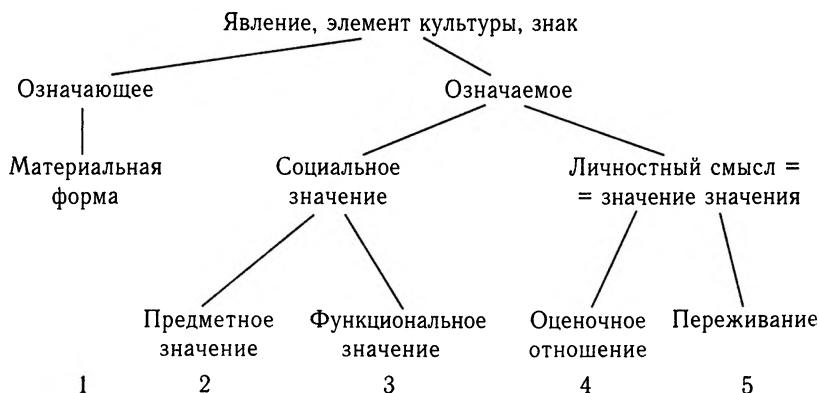 Явление, элемент культуры, знак
Означающее Означаемое
Материальная Социальное Личностный смысл =
форма значение = значение значения
Предметное Функциональное Оценочное Переживание
значение значение отношение
1 2 3 4 5